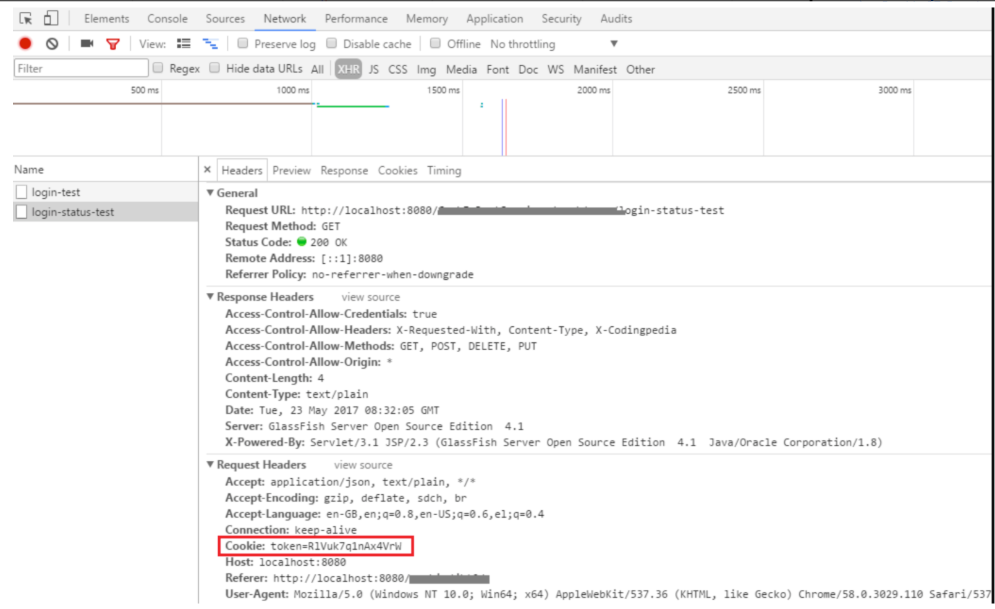 Elements Console Sources Network Performance Memory Application Security Audits
View: Preserve log Disable cache Offline No throttling
Filter Regex Hide data URLs All XHR JS CSS Img Media Font Doc WS Manifest Other
500 ms 1000 ms 1500 ms 2000 ms 2500 ms 3000 ms
Name × Headers Preview Response Cookies Timing
login-test
login-status-test
General
Request URL: http://localhost:8080/ login-status-test
Request Method: GET
Status Code: 200 OK
Remote Address: [::1]:8080
Referrer Policy: no-referrer-when-downgrade
Response Headers view source
Access-Control-Allow-Credentials: true
Access-Control-Allow-Headers: X-Requested-With, Content-Type, X-Codingpedia
Access-Control-Allow-Methods: GET, POST, DELETE, PUT
Access-Control-Allow-Origin: *
Content-Length: 4
Content-Type: text/plain
Date: Tue, 23 May 2017 08:32:05 GMT
Server: GlassFish Server Open Source Edition 4.1
X-Powered-By: Servlet/3.1 JSP/2.3 (GlassFish Server Open Source Edition 4.1 Java/Oracle Corporation/1.8)
Request Headers view source
Accept: application/json, text/plain, */*
Accept-Encoding: gzip, deflate, sdch, br
Accept-Language: en-GB,en;q=0.8,en-US;q=0.6,el;q=0.4
Connection: keep-alive
Cookie: token=RlVuk7q1nAx4VrW
Host: localhost:8080
Referer: http://localhost:8080/
User-Agent: Mozilla/5.0 (Windows NT 10.0; Win64; x64) AppleWebKit/537.36 (KHTML, like Gecko) Chrome/58.0.3029.110 Safari/537